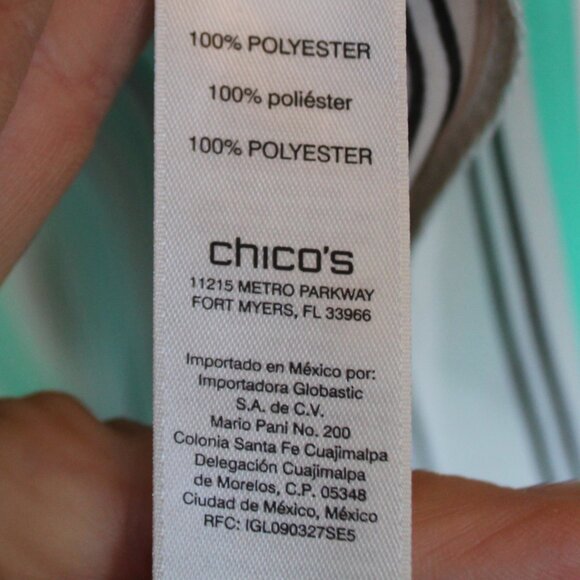 100% POLYESTER
100% poliéster
100% POLYESTER
chico's
11215 METRO PARKWAY
FORT MYERS, FL 33966
Importado en México por:
Importadora Globastic
S.A. de C.V.
Mario Pani No. 200
Colonia Santa Fe Cuajimalpa
Delegación Cuajimalpa
de Morelos, C.P. 05348
Ciudad de México, México
RFC: IGL090327SE5